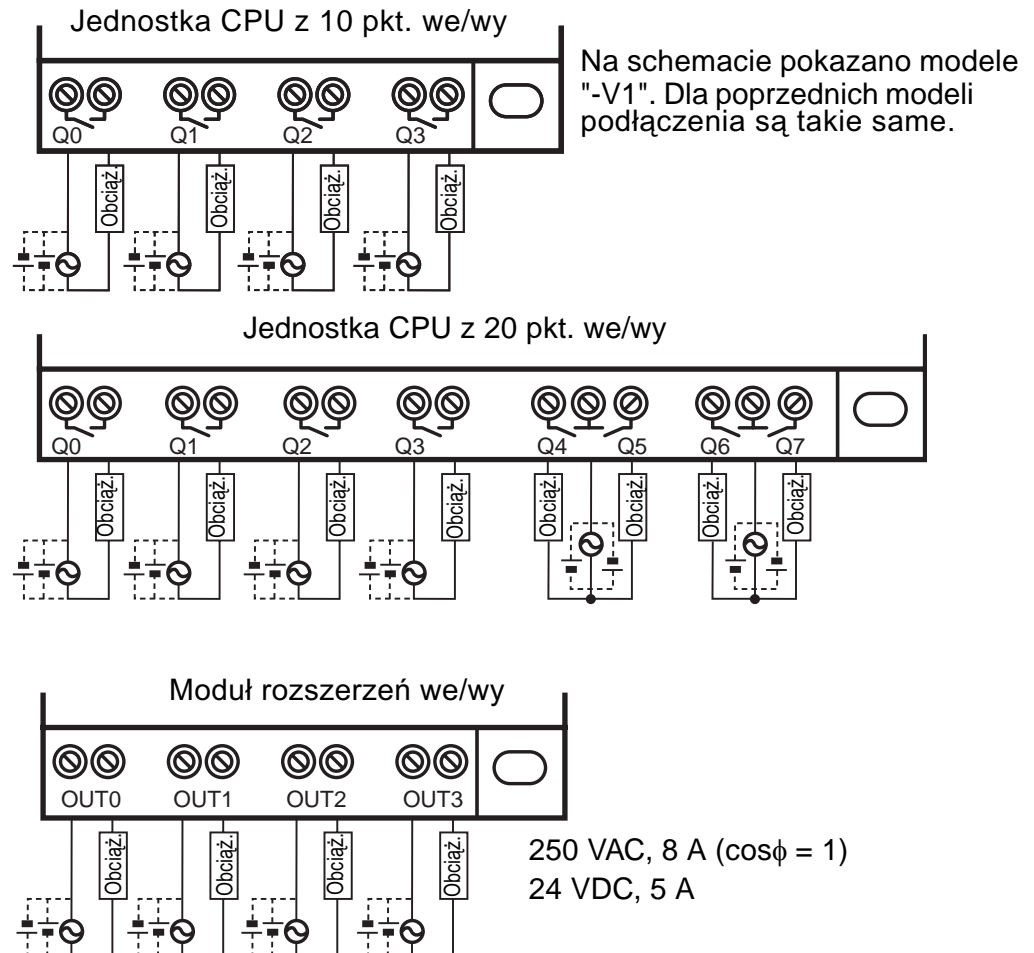 Jednostka CPU z 10 pkt. we/wy
Na schemacie pokazano modele
"-V1". Dla poprzednich modeli
podłączenia są takie same.
Q0 Q1 Q2 Q3
Obciąż. Obciąż. Obciąż. Obciąż.
Jednostka CPU z 20 pkt. we/wy
Q0 Q1 Q2 Q3 Q4 Q5 Q6 Q7
Obciąż. Obciąż. Obciąż. Obciąż. Obciąż. Obciąż. Obciąż. Obciąż.
Moduł rozszerzeń we/wy
OUT0 OUT1 OUT2 OUT3
Obciąż. Obciąż. Obciąż. Obciąż.
250 VAC, 8 A (cosϕ = 1)
24 VDC, 5 A